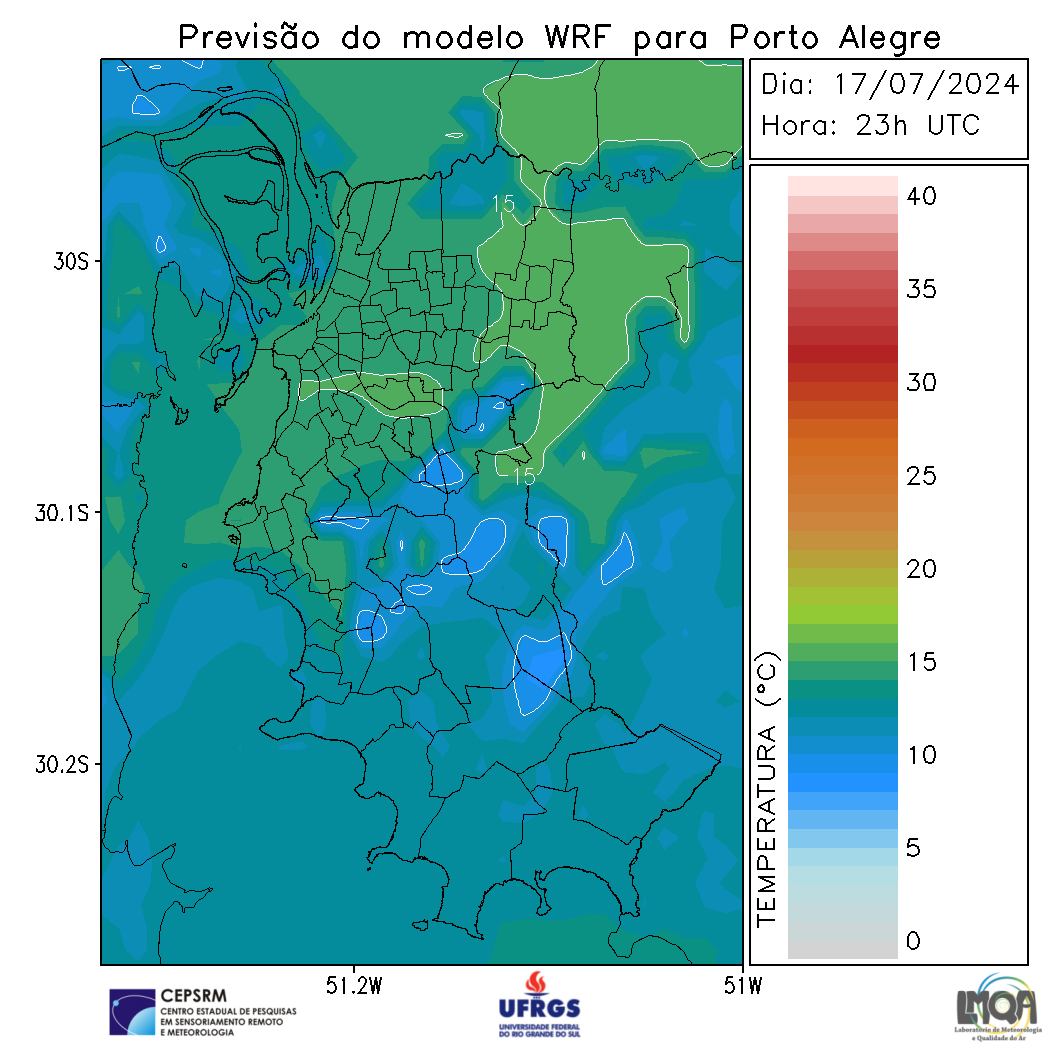 Previsão do modelo WRF para Porto Alegre
Dia: 17/07/2024
Hora: 23h UTC
15
15
30S
30.1S
30.2S
51.2W
51W
40
35
30
25
20
15
10
5
0
TEMPERATURA (°C)
CEPSRM
CENTRO ESTADUAL DE PESQUISAS
EM SENSORIAMENTO REMOTO
E METEOROLOGIA
UFRGS
UNIVERSIDADE FEDERAL
DO RIO GRANDE DO SUL
LMQA
Laboratório de Meteorologia
e Qualidade do Ar